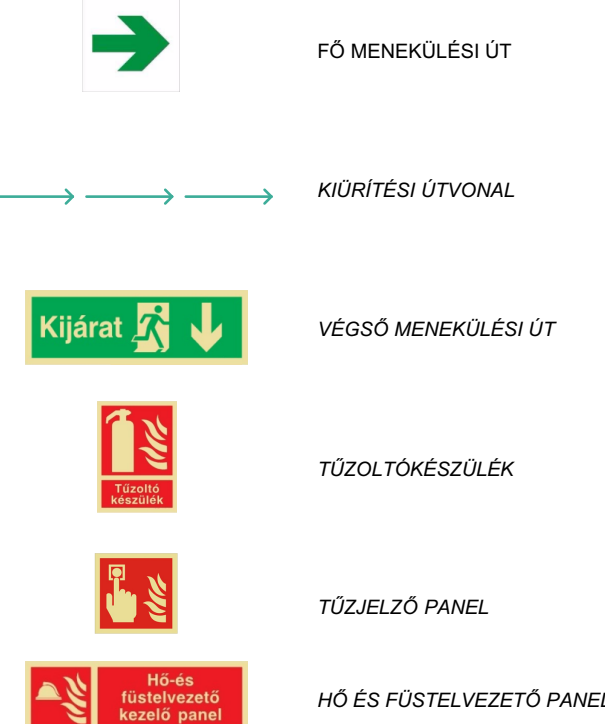 FŐ MENEKÜLÉSI ÚT
KIÜRÍTÉSI ÚTVONAL
Kijárat
VÉGSŐ MENEKÜLÉSI ÚT
Tűzoltó
készülék
TŰZOLTÓKÉSZÜLÉK
TŰZJELZŐ PANEL
Hő-és
füstelvezető
kezelő panel
HŐ ÉS FÜSTELVEZETŐ PANEL